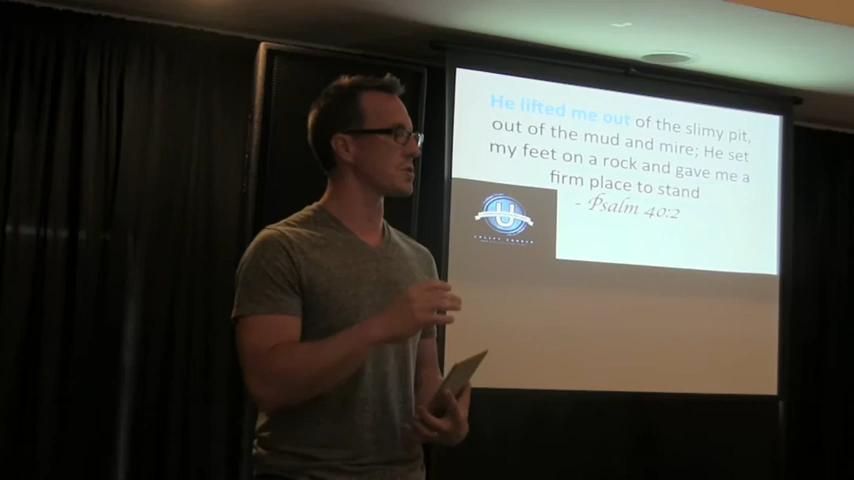 He lifted me out of the slimy pit,
out of the mud and mire; He set
my feet on a rock and gave me a
firm place to stand
- Psalm 40:2
U